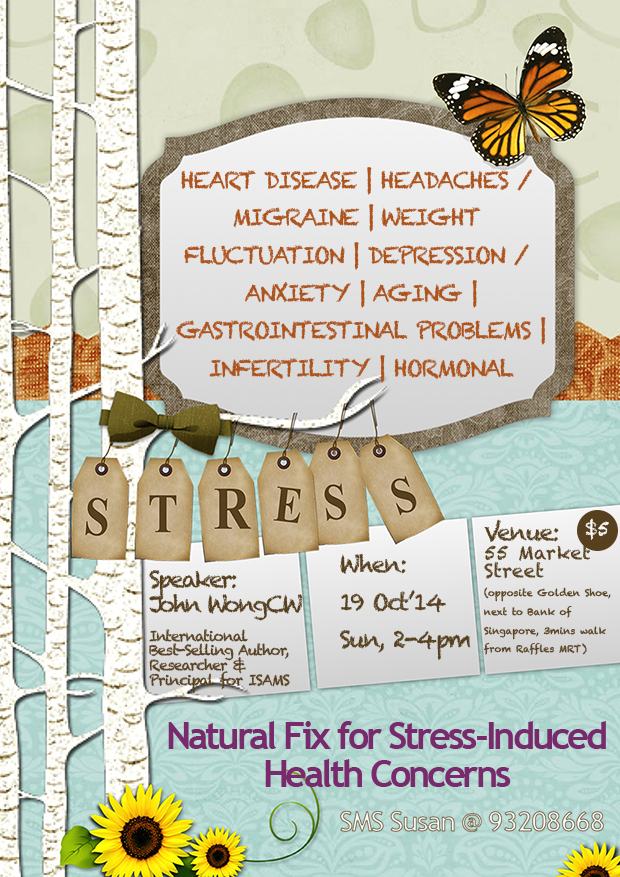 HEART DISEASE | HEADACHES /
MIGRAINE | WEIGHT
FLUCTUATION | DEPRESSION /
ANXIETY | AGING |
GASTROINTESTINAL PROBLEMS |
INFERTILITY | HORMONAL
STRESS
Speaker:
John WongCW
International
Best-Selling Author,
Researcher &
Principal for ISAMS
When:
19 Oct'14
Sun, 2-4pm
Venue:
$5
55 Market
Street
(opposite Golden Shoe,
next to Bank of
Singapore, 3mins walk
from Raffles MRT)
Natural Fix for Stress-Induced
Health Concerns
SMS Susan @ 93208668